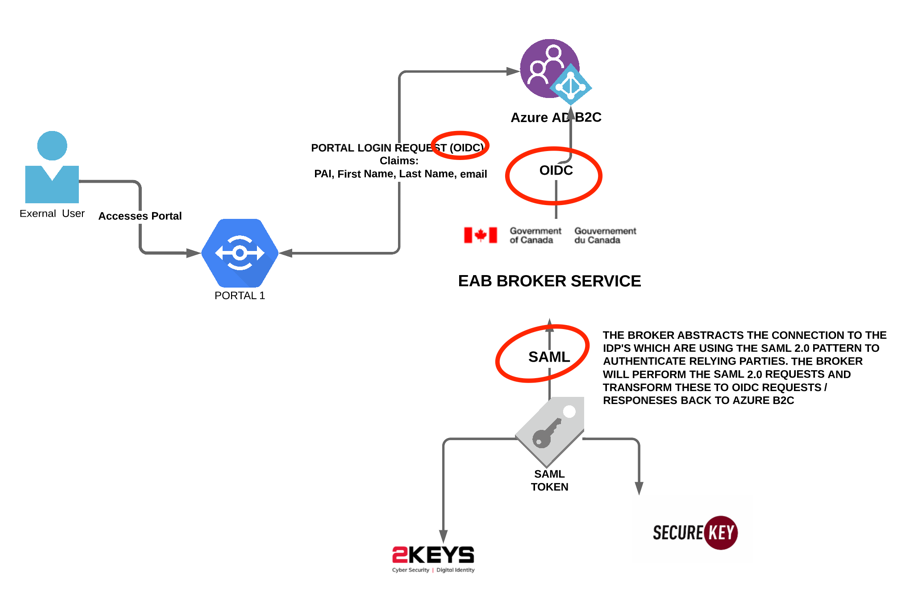 Azure AD B2C
PORTAL LOGIN REQUEST (OIDC)
Claims:
PAI, First Name, Last Name, email
OIDC
Exernal User
Accesses Portal
Government
of Canada
Gouvernement
du Canada
PORTAL 1
EAB BROKER SERVICE
SAML
THE BROKER ABSTRACTS THE CONNECTION TO THE
IDP'S WHICH ARE USING THE SAML 2.0 PATTERN TO
AUTHENTICATE RELYING PARTIES. THE BROKER
WILL PERFORM THE SAML 2.0 REQUESTS AND
TRANSFORM THESE TO OIDC REQUESTS /
RESPONESES BACK TO AZURE B2C
SAML
TOKEN
2KEYS
Cyber Security | Digital Identity
SECUREKEY